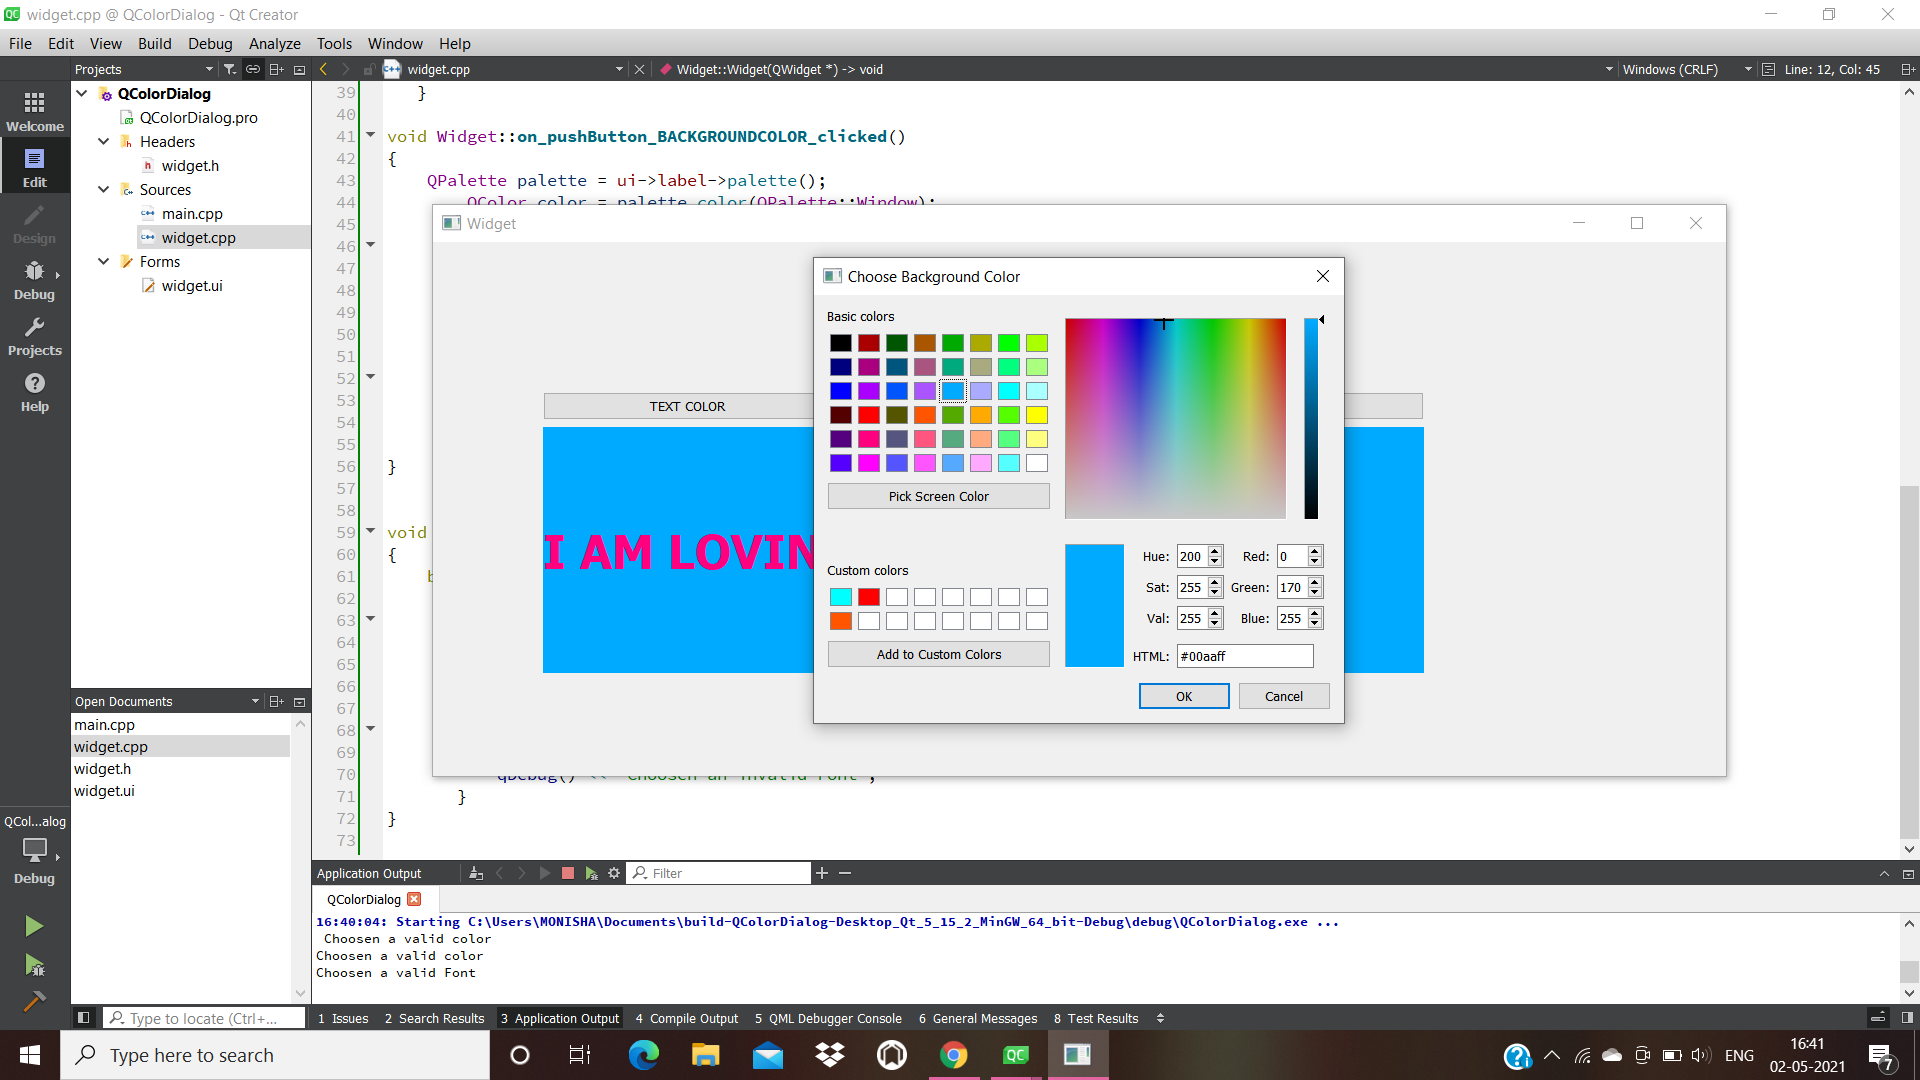 widget.cpp @ QColorDialog - Qt Creator
File Edit View Build Debug Analyze Tools Window Help
Projects
widget.cpp
Widget::Widget(QWidget *) -> void
Windows (CRLF)
Line: 12, Col: 45
Welcome
Edit
Design
Debug
Projects
Help
QCol...alog
Debug
QColorDialog
QColorDialog.pro
Headers
widget.h
Sources
main.cpp
widget.cpp
Forms
widget.ui
Open Documents
main.cpp
widget.cpp
widget.h
widget.ui
39 }
40
41 void Widget::on_pushButton_BACKGROUNDCOLOR_clicked()
42 {
43 QPalette palette = ui->label->palette();
44 QColor color = palette.color(QPalette::Window);
45
46
47
48
49
50
51
52
53
54
55
56 }
57
58
59 void
60 {
61 b
62
63
64
65
66
67
68
69
70 qDebug() << "Choosen an invalid Font";
71 }
72 }
73
Widget
TEXT COLOR
I AM LOVIN
Choose Background Color
Basic colors
Pick Screen Color
Custom colors
Add to Custom Colors
Hue: 200 Red: 0
Sat: 255 Green: 170
Val: 255 Blue: 255
HTML: #00aaff
OK Cancel
Application Output
Filter
QColorDialog
16:40:04: Starting C:\Users\MONISHA\Documents\build-QColorDialog-Desktop_Qt_5_15_2_MinGW_64_bit-Debug\debug\QColorDialog.exe ...
Choosen a valid color
Choosen a valid color
Choosen a valid Font
Type to locate (Ctrl+...
1 Issues 2 Search Results 3 Application Output 4 Compile Output 5 QML Debugger Console 6 General Messages 8 Test Results
Type here to search
QC
ENG
16:41
02-05-2021
7